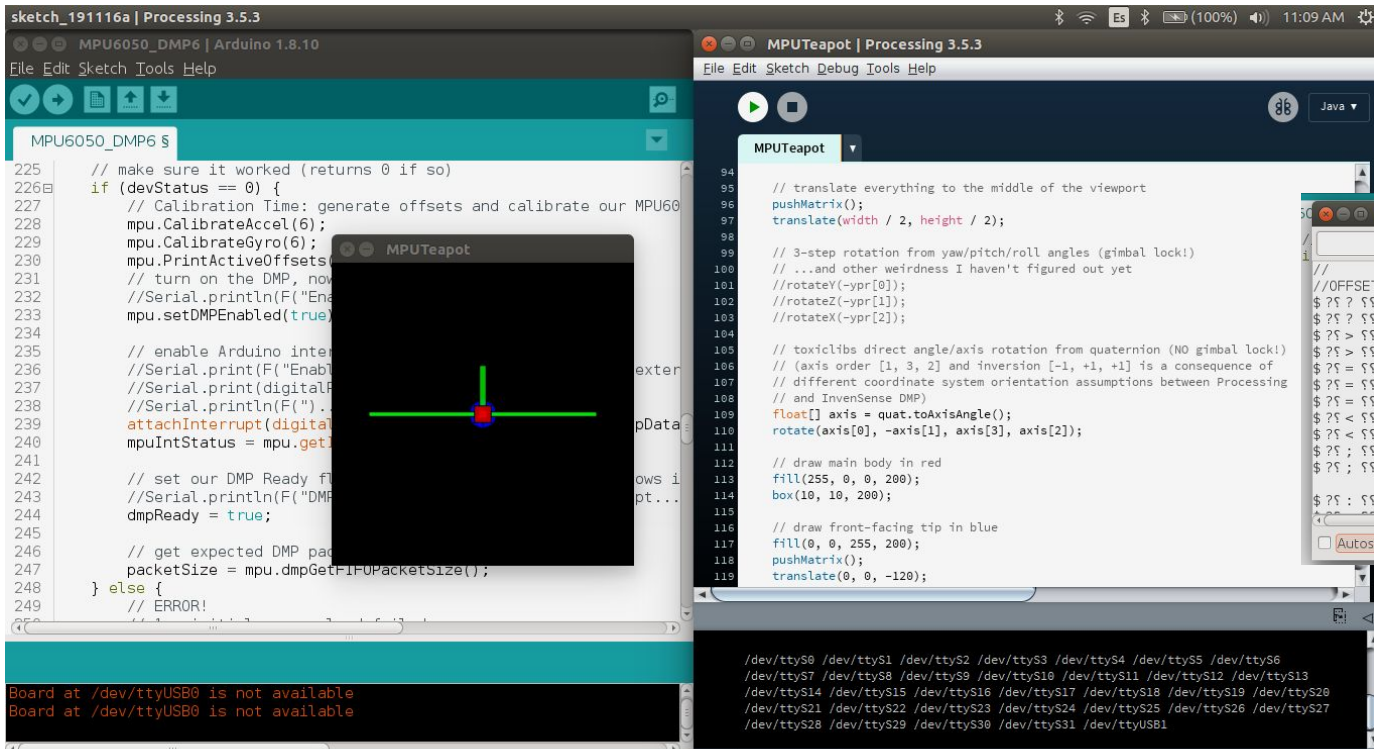 sketch_191116a | Processing 3.5.3
Es (100%) 11:09 AM
MPU6050_DMP6 | Arduino 1.8.10
File Edit Sketch Tools Help
MPU6050_DMP6 §
225 // make sure it worked (returns 0 if so)
226 if (devStatus == 0) {
227 // Calibration Time: generate offsets and calibrate our MPU60
228 mpu.CalibrateAccel(6);
229 mpu.CalibrateGyro(6);
230 mpu.PrintActiveOffsets(
231 // turn on the DMP, now
232 //Serial.println(F("Ena
233 mpu.setDMPEnabled(true)
234
235 // enable Arduino inter
236 //Serial.print(F("Enabl exter
237 //Serial.print(digitalP
238 //Serial.println(F(")..
239 attachInterrupt(digital pData
240 mpuIntStatus = mpu.getI
241
242 // set our DMP Ready fl ows i
243 //Serial.println(F("DMP pt...
244 dmpReady = true;
245
246 // get expected DMP pac
247 packetSize = mpu.dmpGetFIFOPacketSize();
248 } else {
249 // ERROR!
Board at /dev/ttyUSB0 is not available
Board at /dev/ttyUSB0 is not available
MPUTeapot
MPUTeapot | Processing 3.5.3
File Edit Sketch Debug Tools Help
Java ▼
MPUTeapot ▼
94
95 // translate everything to the middle of the viewport
96 pushMatrix();
97 translate(width / 2, height / 2);
98
99 // 3-step rotation from yaw/pitch/roll angles (gimbal lock!)
100 // ...and other weirdness I haven't figured out yet
101 //rotateY(-ypr[0]);
102 //rotateZ(-ypr[1]);
103 //rotateX(-ypr[2]);
104
105 // toxiclibs direct angle/axis rotation from quaternion (NO gimbal lock!)
106 // (axis order [1, 3, 2] and inversion [-1, +1, +1] is a consequence of
107 // different coordinate system orientation assumptions between Processing
108 // and InvenSense DMP)
109 float[] axis = quat.toAxisAngle();
110 rotate(axis[0], -axis[1], axis[3], axis[2]);
111
112 // draw main body in red
113 fill(255, 0, 0, 200);
114 box(10, 10, 200);
115
116 // draw front-facing tip in blue
117 fill(0, 0, 255, 200);
118 pushMatrix();
119 translate(0, 0, -120);
/dev/ttyS0 /dev/ttyS1 /dev/ttyS2 /dev/ttyS3 /dev/ttyS4 /dev/ttyS5 /dev/ttyS6
/dev/ttyS7 /dev/ttyS8 /dev/ttyS9 /dev/ttyS10 /dev/ttyS11 /dev/ttyS12 /dev/ttyS13
/dev/ttyS14 /dev/ttyS15 /dev/ttyS16 /dev/ttyS17 /dev/ttyS18 /dev/ttyS19 /dev/ttyS20
/dev/ttyS21 /dev/ttyS22 /dev/ttyS23 /dev/ttyS24 /dev/ttyS25 /dev/ttyS26 /dev/ttyS27
/dev/ttyS28 /dev/ttyS29 /dev/ttyS30 /dev/ttyS31 /dev/ttyUSB1
//
//OFFSET
Autos